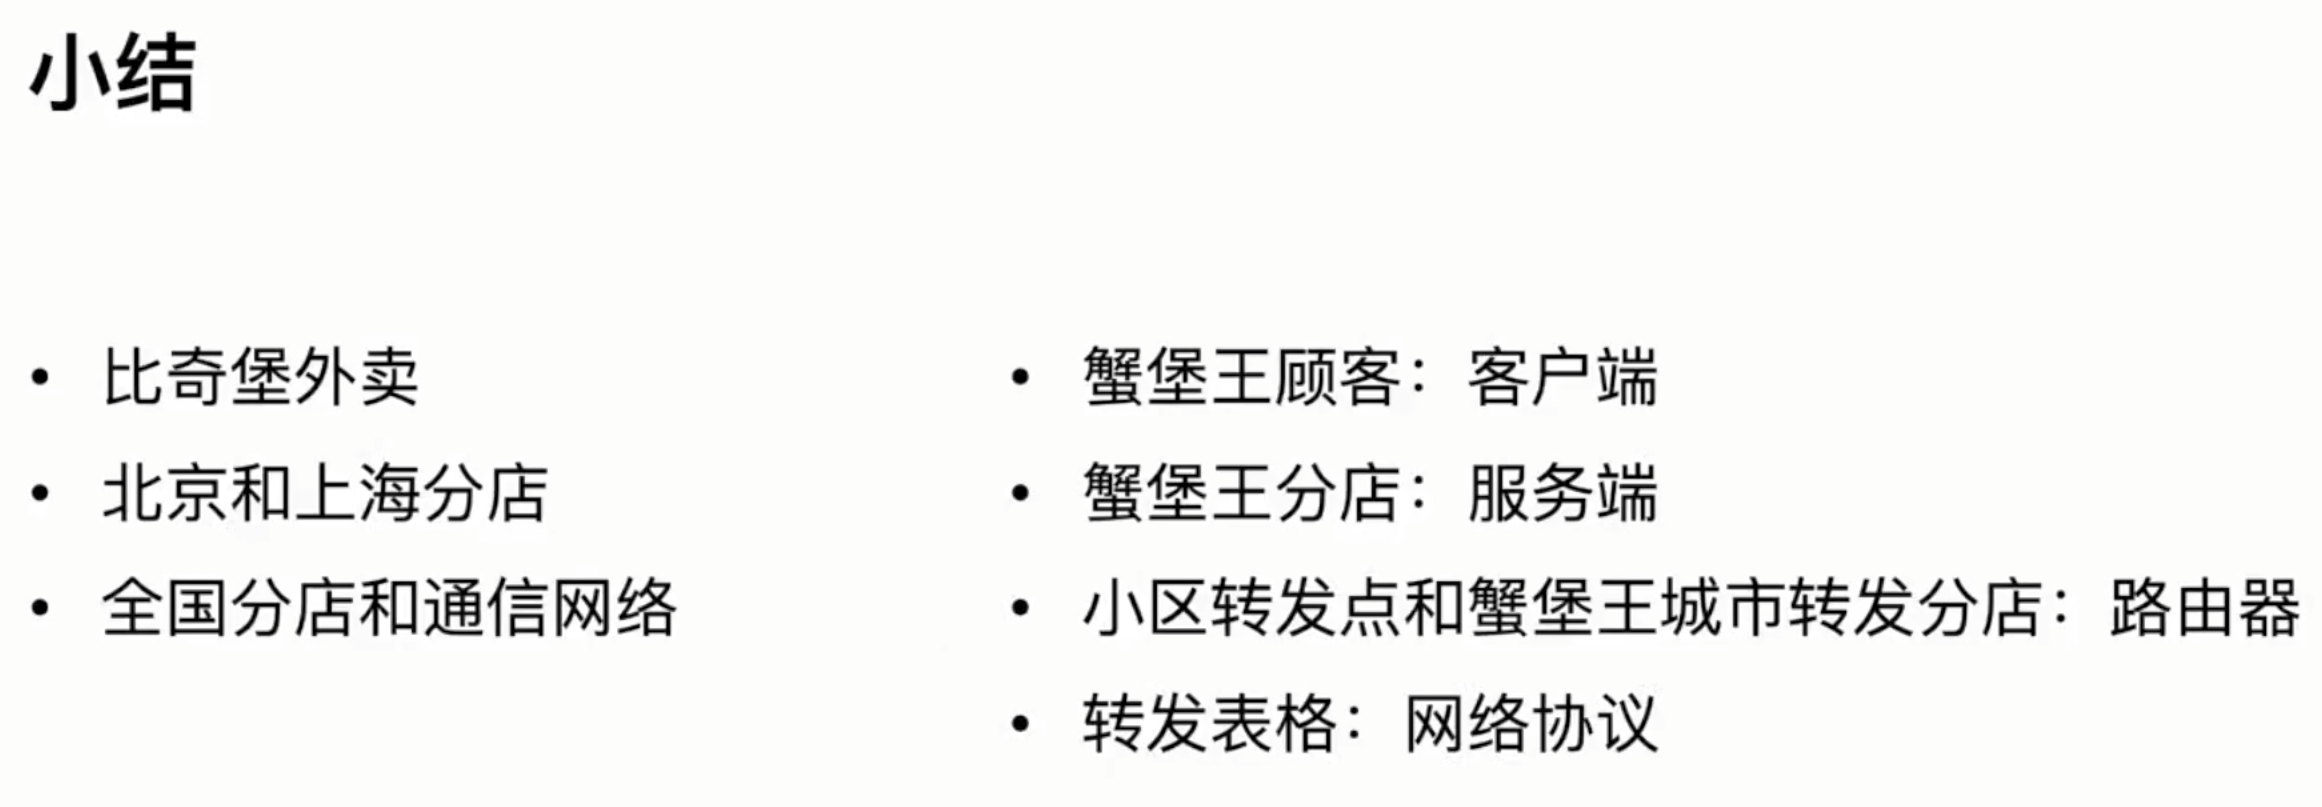 小结
• 比奇堡外卖
• 北京和上海分店
• 全国分店和通信网络
• 蟹堡王顾客：客户端
• 蟹堡王分店：服务端
• 小区转发点和蟹堡王城市转发分店：路由器
• 转发表格：网络协议